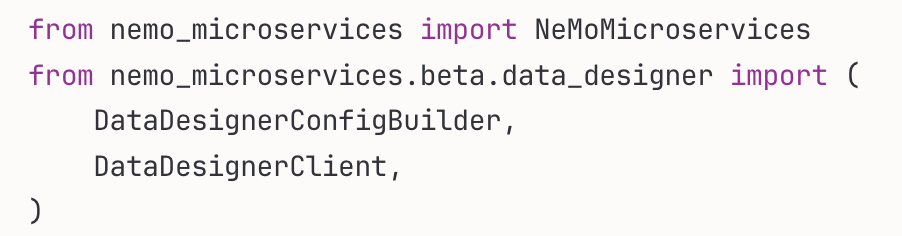 from nemo_microservices import NeMoMicroservices
from nemo_microservices.beta.data_designer import (
    DataDesignerConfigBuilder,
    DataDesignerClient,
)